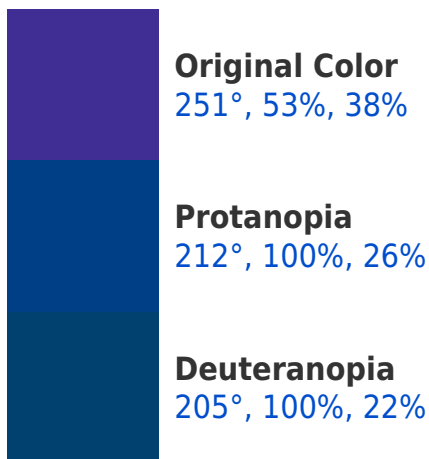 Original Color
251°, 53%, 38%
Protanopia
212°, 100%, 26%
Deuteranopia
205°, 100%, 22%